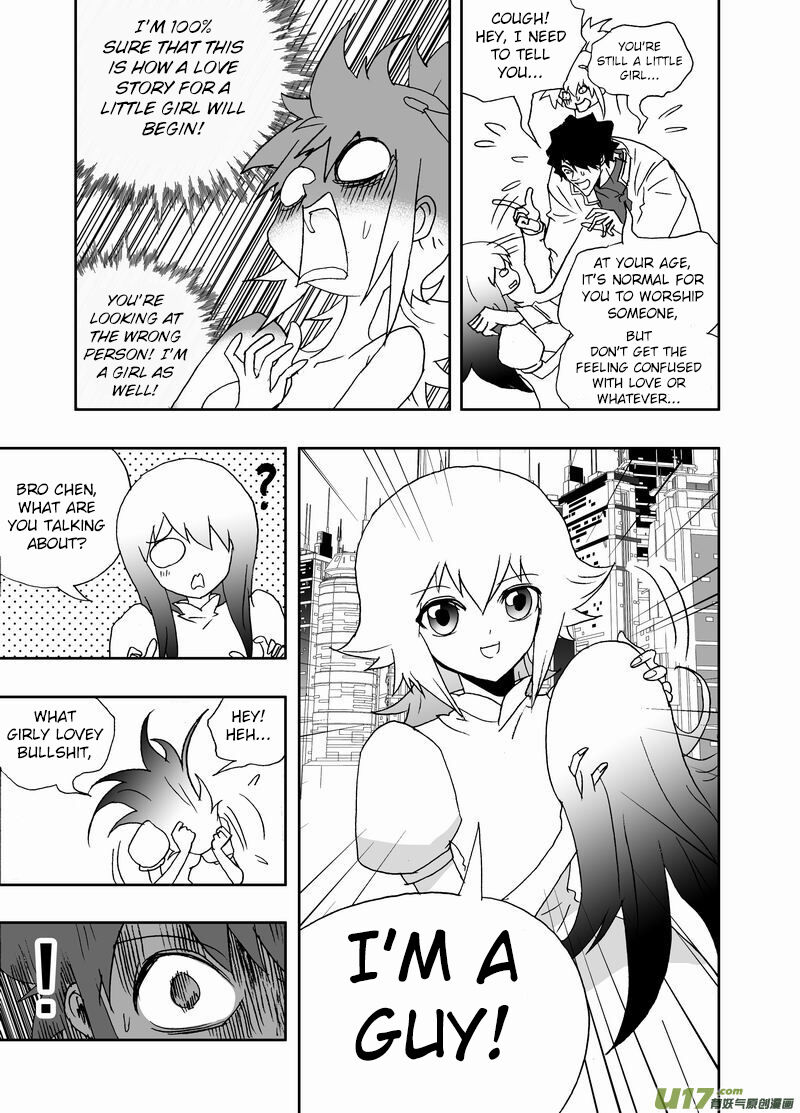 I'M 100%
SURE THAT THIS
IS HOW A LOVE
STORY FOR A
LITTLE GIRL WILL
BEGIN!
YOU'RE
LOOKING AT
THE WRONG
PERSON! I'M
A GIRL AS
WELL!
COUGH!
HEY, I NEED
TO TELL
YOU...
YOU'RE
STILL A LITTLE
GIRL...
AT YOUR AGE,
IT'S NORMAL FOR
YOU TO WORSHIP
SOMEONE,
BUT
DON'T GET THE
FEELING CONFUSED
WITH LOVE OR
WHATEVER...
BRO CHEN,
WHAT ARE
YOU TALKING
ABOUT?
?
WHAT
GIRLY LOVEY
BULLSHIT,
HEY!
HEH...
!
I'M A
GUY!
U17.com
有妖气原创漫画